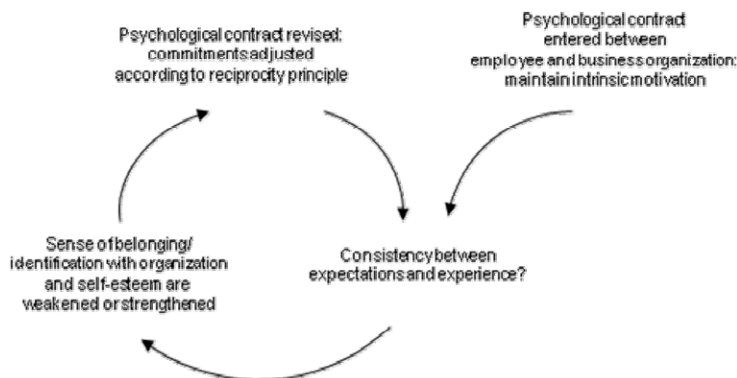 Psychological contract revised:
commitments adjusted
according to reciprocity principle
Psychological contract
entered between
employee and business organization:
maintain intrinsic motivation
Sense of belonging/
identification with organization
and self-esteem are
weakened or strengthened
Consistency between
expectations and experience?